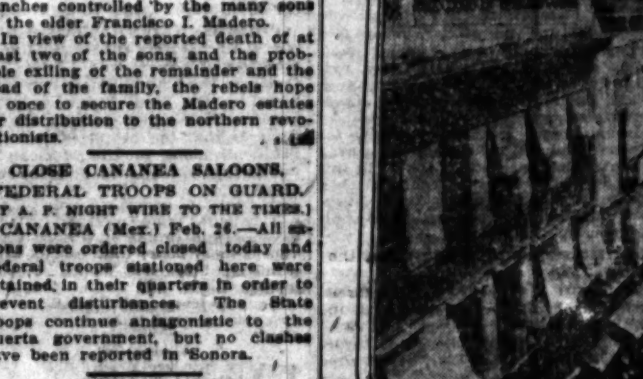 nches controlled by the many sons
the elder Francisco I. Madero.
In view of the reported death of at
ast two of the sons, and the prob-
le exiling of the remainder and the
ead of the family, the rebels hope
once to secure the Madero estates
r distribution to the northern revo-
tionists.
CLOSE CANANEA SALOONS.
FEDERAL TROOPS ON GUARD.
Y A. P. NIGHT WIRE TO THE TIMES.]
CANANEA (Mex.) Feb. 26.—All sa-
ons were ordered closed today and
ederal troops stationed here were
tained in their quarters in order to
event disturbances. The State
oops continue antagonistic to the
uerta government, but no clashes
ve been reported in Sonora.